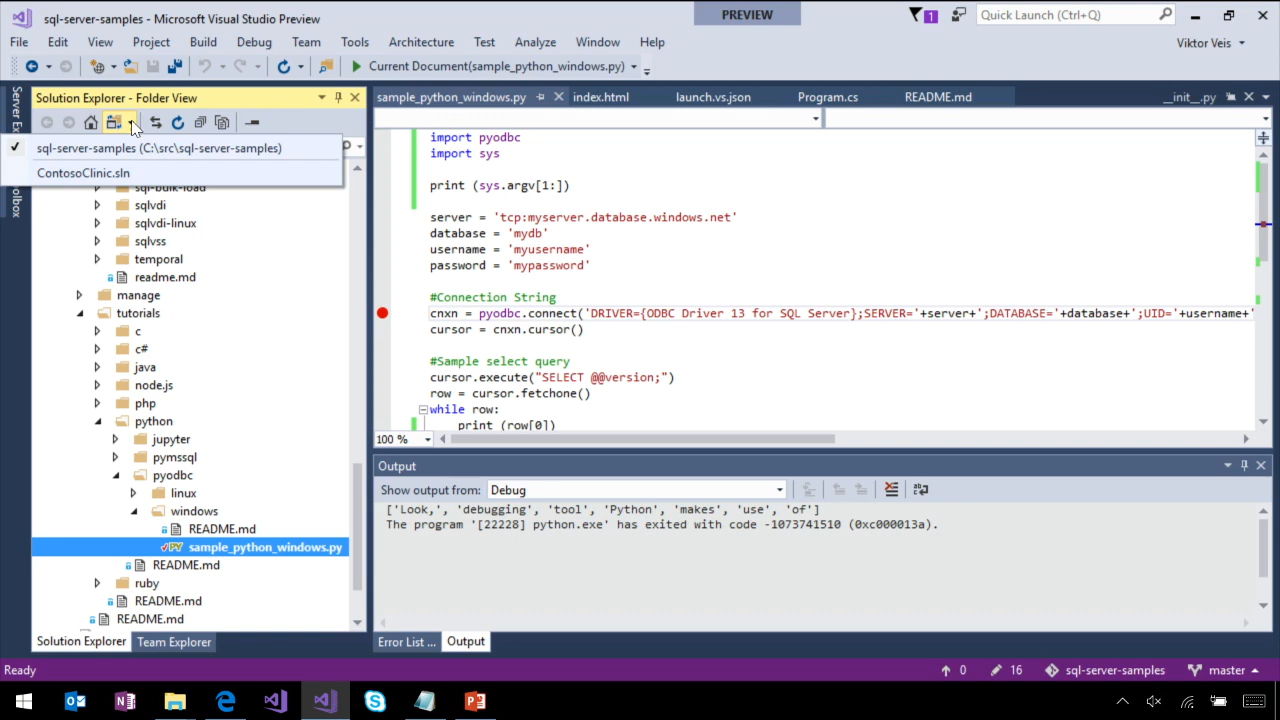 sql-server-samples - Microsoft Visual Studio Preview
PREVIEW
1
Quick Launch (Ctrl+Q)
File Edit View Project Build Debug Team Tools Architecture Test Analyze Window Help
Viktor Veis
Current Document(sample_python_windows.py)
Server Ex
oolbox
Solution Explorer - Folder View
sql-server-samples (C:\src\sql-server-samples)
ContosoClinic.sln
sql-bulk-load
sqlvdi
sqlvdi-linux
sqlvss
temporal
readme.md
manage
tutorials
c
c#
java
node.js
php
python
jupyter
pymssql
pyodbc
linux
windows
README.md
sample_python_windows.py
README.md
ruby
README.md
README.md
Solution Explorer Team Explorer
sample_python_windows.py index.html launch.vs.json Program.cs README.md __init__.py
import pyodbc
import sys
print (sys.argv[1:])
server = 'tcp:myserver.database.windows.net'
database = 'mydb'
username = 'myusername'
password = 'mypassword'
#Connection String
cnxn = pyodbc.connect('DRIVER={ODBC Driver 13 for SQL Server};SERVER='+server+';DATABASE='+database+';UID='+username+'
cursor = cnxn.cursor()
#Sample select query
cursor.execute("SELECT @@version;")
row = cursor.fetchone()
while row:
print (row[0])
100 %
Output
Show output from: Debug
['Look,', 'debugging', 'tool', 'Python', 'makes', 'use', 'of']
The program '[22228] python.exe' has exited with code -1073741510 (0xc000013a).
Error List ... Output
Ready
0 16 sql-server-samples master